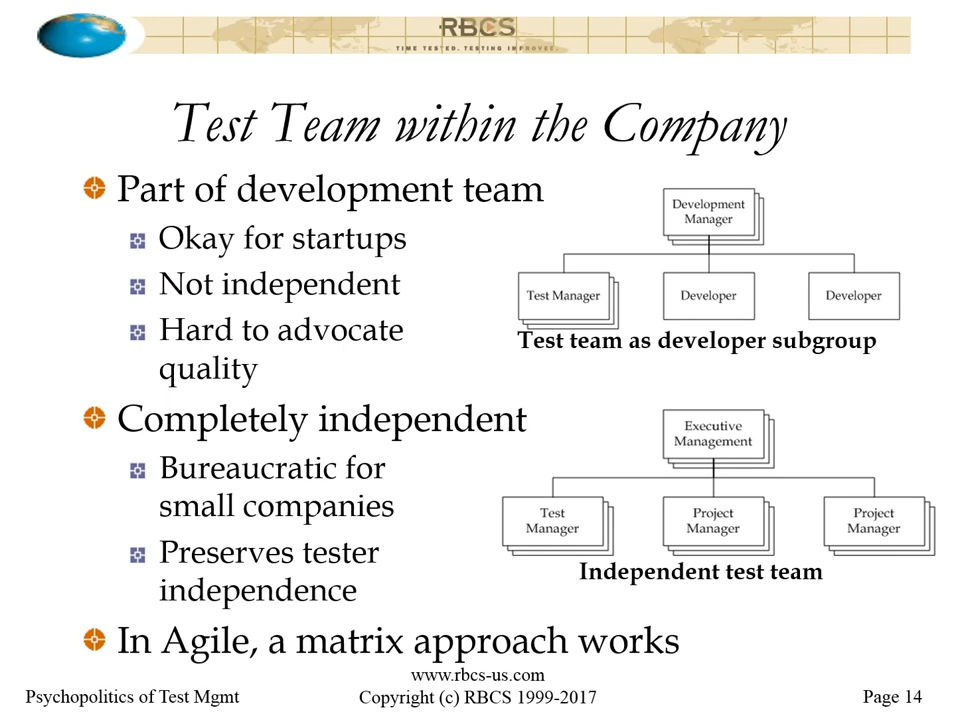 RBCS
TIME TESTED. TESTING IMPROVED.
Test Team within the Company
Part of development team
Okay for startups
Not independent
Hard to advocate
quality
Development
Manager
Test Manager
Developer
Developer
Test team as developer subgroup
Completely independent
Bureaucratic for
small companies
Preserves tester
independence
Executive
Management
Test
Manager
Project
Manager
Project
Manager
Independent test team
In Agile, a matrix approach works
www.rbcs-us.com
Psychopolitics of Test Mgmt
Copyright (c) RBCS 1999-2017
Page 14